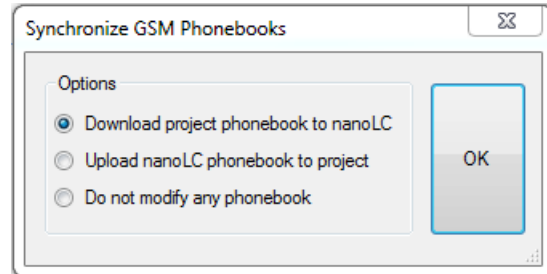 Synchronize GSM Phonebooks
Options
Download project phonebook to nanoLC
Upload nanoLC phonebook to project
Do not modify any phonebook
OK